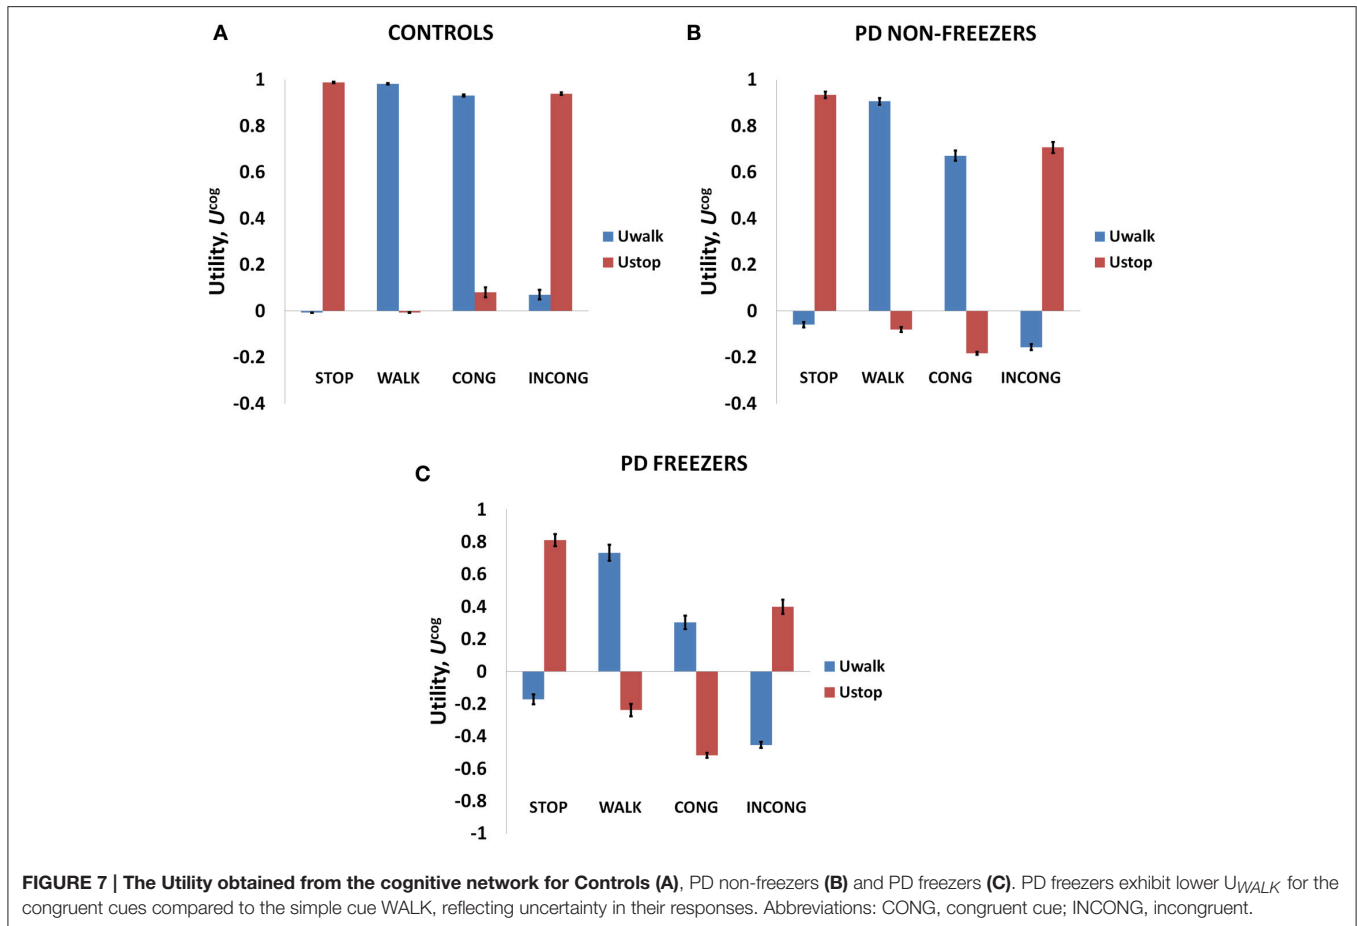 A CONTROLS
1
0.8
0.6
0.4
0.2
0
-0.2
-0.4
Utility, Ucog
STOP WALK CONG INCONG
Uwalk
Ustop
B PD NON-FREEZERS
1
0.8
0.6
0.4
0.2
0
-0.2
-0.4
Utility, Ucog
STOP WALK CONG INCONG
Uwalk
Ustop
C PD FREEZERS
1
0.8
0.6
0.4
0.2
0
-0.2
-0.4
-0.6
-0.8
-1
Utility, Ucog
STOP WALK CONG INCONG
Uwalk
Ustop
FIGURE 7 | The Utility obtained from the cognitive network for Controls (A), PD non-freezers (B) and PD freezers (C). PD freezers exhibit lower UWALK for the
congruent cues compared to the simple cue WALK, reflecting uncertainty in their responses. Abbreviations: CONG, congruent cue; INCONG, incongruent.